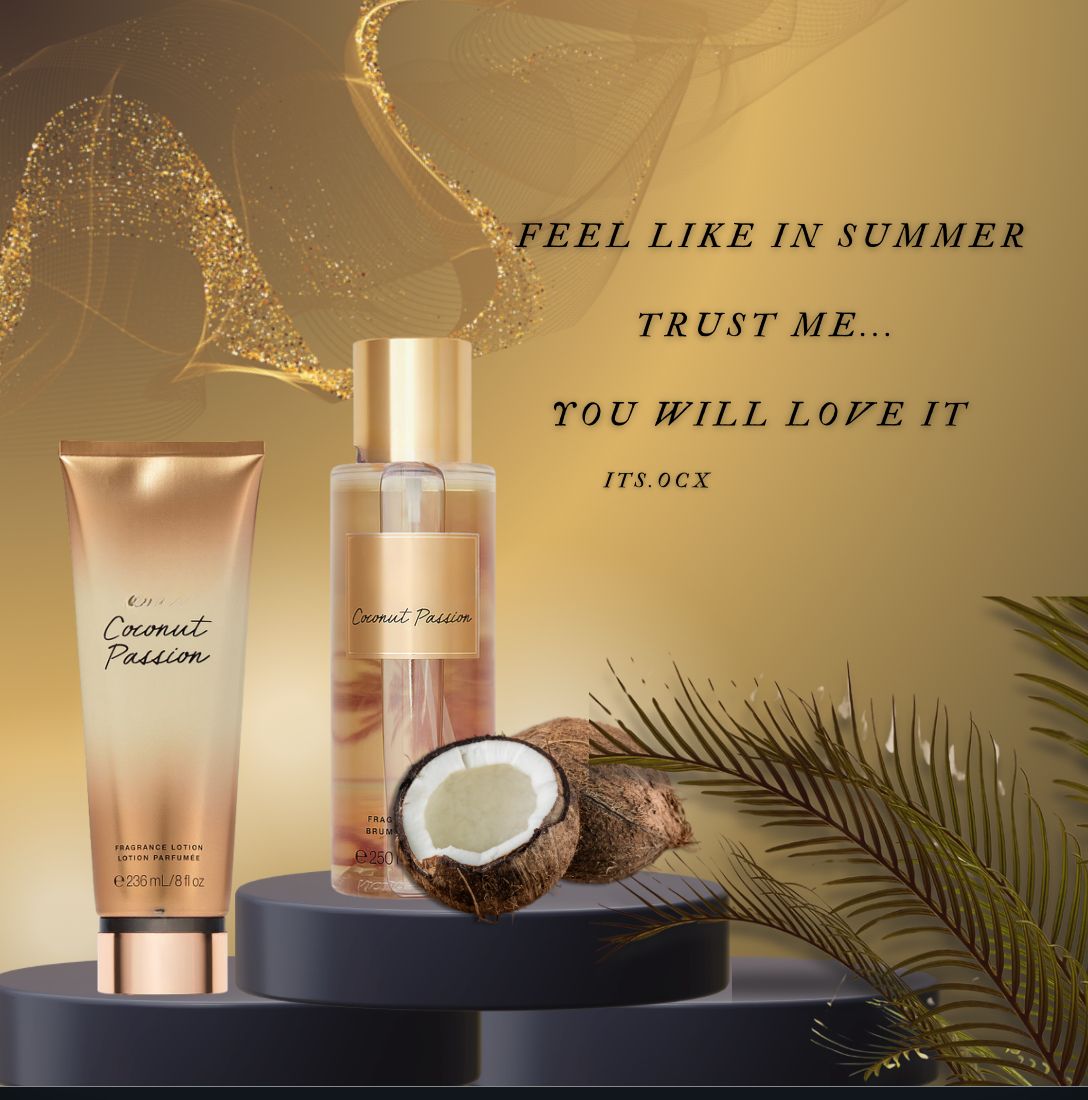 FEEL LIKE IN SUMMER
TRUST ME...
YOU WILL LOVE IT
ITS.OCX
Coconut Passion
Coconut
Passion
FRAGRANCE LOTION
LOTION PARFUMÉE
℮236 mL/8 fl oz
℮250